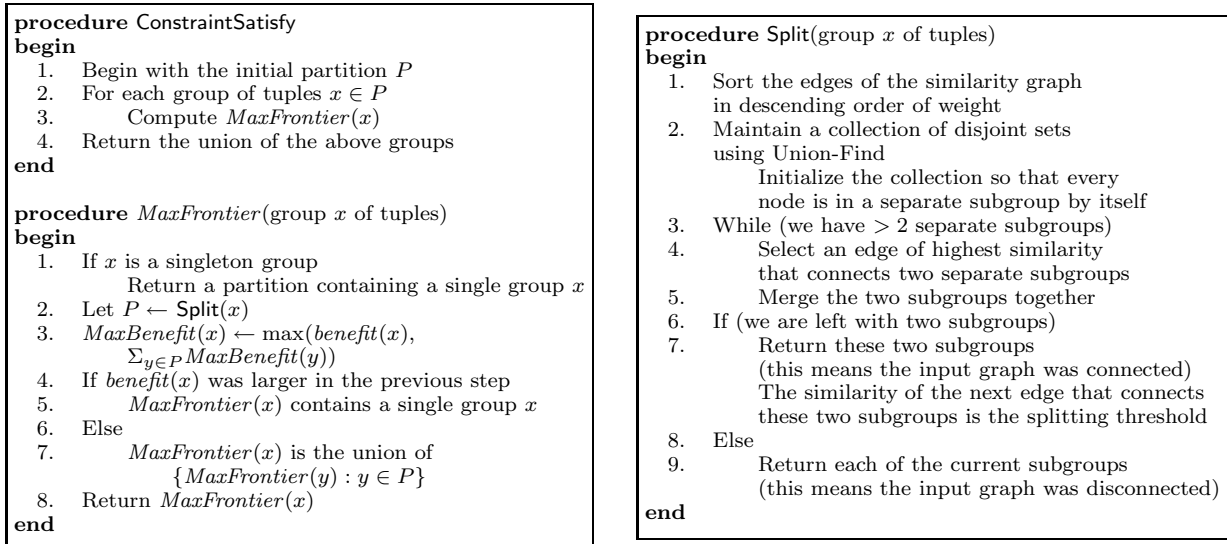 procedure ConstraintSatisfy
begin
1. Begin with the initial partition P
2. For each group of tuples x ∈ P
3. Compute MaxFrontier(x)
4. Return the union of the above groups
end
procedure MaxFrontier(group x of tuples)
begin
1. If x is a singleton group
Return a partition containing a single group x
2. Let P ← Split(x)
3. MaxBenefit(x) ← max(benefit(x),
Σ_{y∈P} MaxBenefit(y))
4. If benefit(x) was larger in the previous step
5. MaxFrontier(x) contains a single group x
6. Else
7. MaxFrontier(x) is the union of
{MaxFrontier(y) : y ∈ P}
8. Return MaxFrontier(x)
end
procedure Split(group x of tuples)
begin
1. Sort the edges of the similarity graph
in descending order of weight
2. Maintain a collection of disjoint sets
using Union-Find
Initialize the collection so that every
node is in a separate subgroup by itself
3. While (we have > 2 separate subgroups)
4. Select an edge of highest similarity
that connects two separate subgroups
5. Merge the two subgroups together
6. If (we are left with two subgroups)
7. Return these two subgroups
(this means the input graph was connected)
The similarity of the next edge that connects
these two subgroups is the splitting threshold
8. Else
9. Return each of the current subgroups
(this means the input graph was disconnected)
end